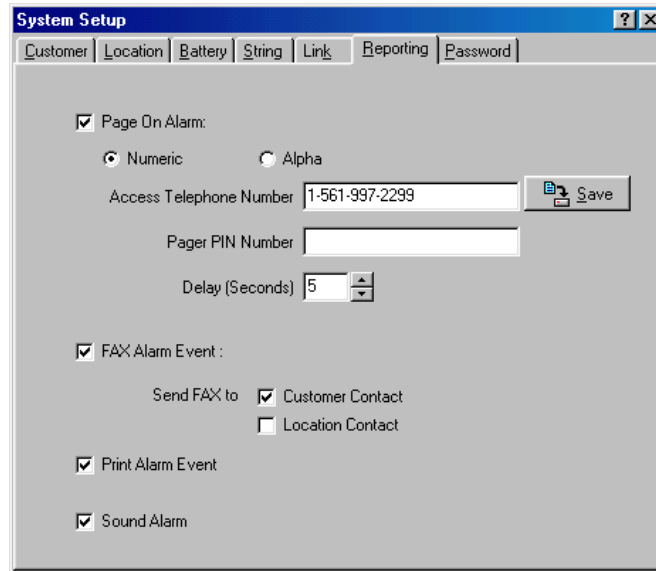 System Setup
Customer Location Battery String Link Reporting Password
Page On Alarm:
Numeric Alpha
Access Telephone Number 1-561-997-2299 Save
Pager PIN Number
Delay (Seconds) 5
FAX Alarm Event :
Send FAX to Customer Contact
Location Contact
Print Alarm Event
Sound Alarm